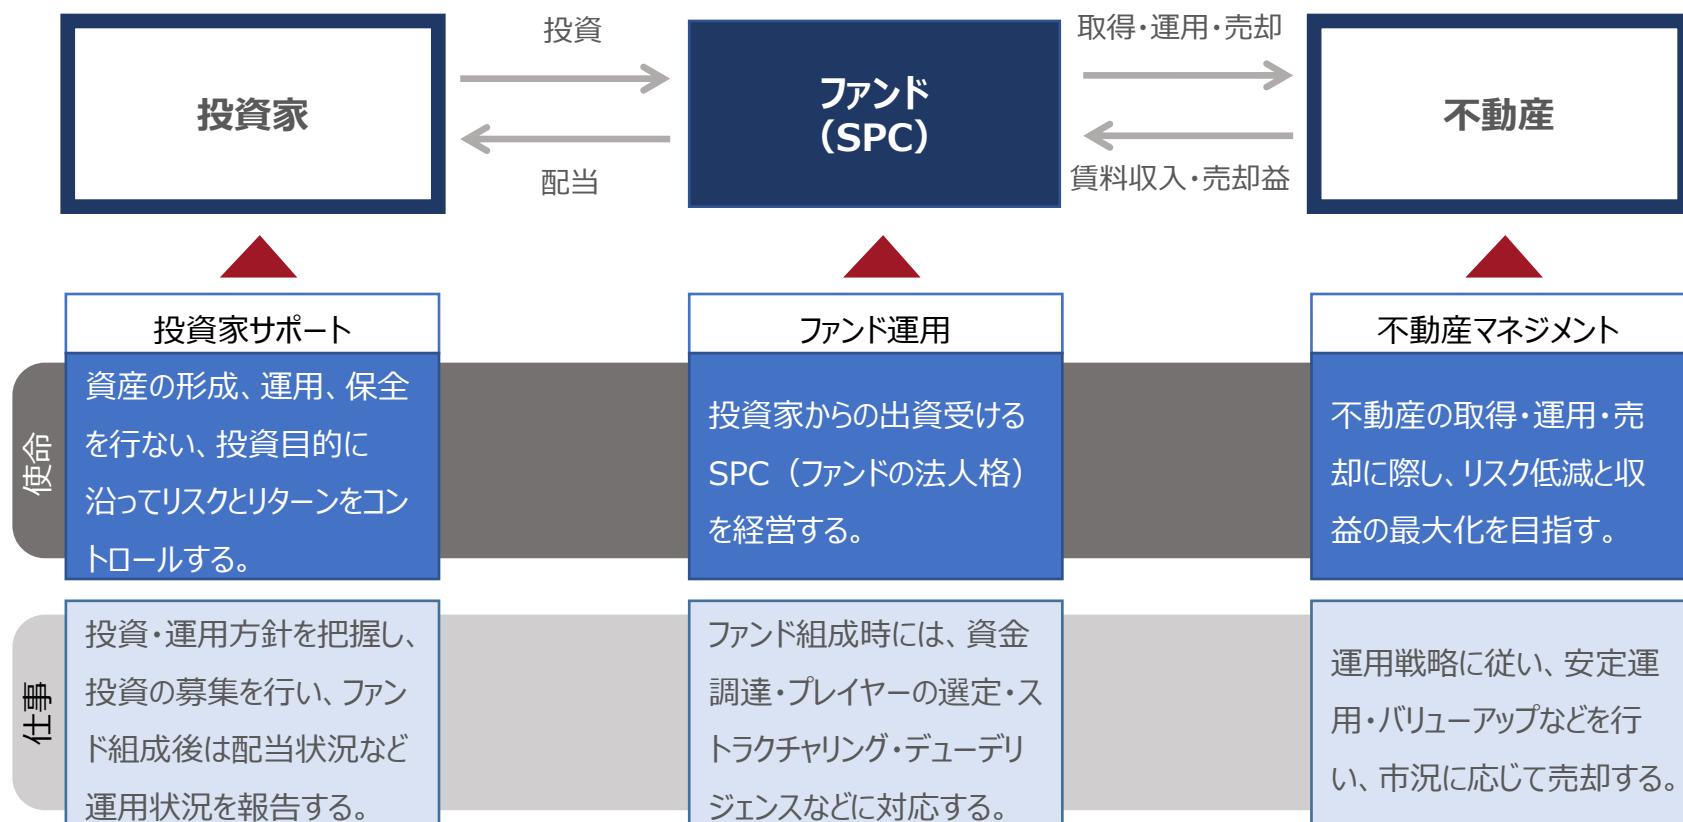 投資家
投資
配当
ファンド
（SPC）
取得・運用・売却
賃料収入・売却益
不動産
投資家サポート
ファンド運用
不動産マネジメント
使命
資産の形成、運用、保全
を行ない、投資目的に
沿ってリスクとリターンをコン
トロールする。
投資家からの出資受ける
SPC（ファンドの法人格）
を経営する。
不動産の取得・運用・売
却に際し、リスク低減と収
益の最大化を目指す。
仕事
投資・運用方針を把握し、
投資の募集を行い、ファン
ド組成後は配当状況など
運用状況を報告する。
ファンド組成時には、資金
調達・プレイヤーの選定・ス
トラクチャリング・デューデリ
ジェンスなどに対応する。
運用戦略に従い、安定運
用・バリューアップなどを行
い、市況に応じて売却する。